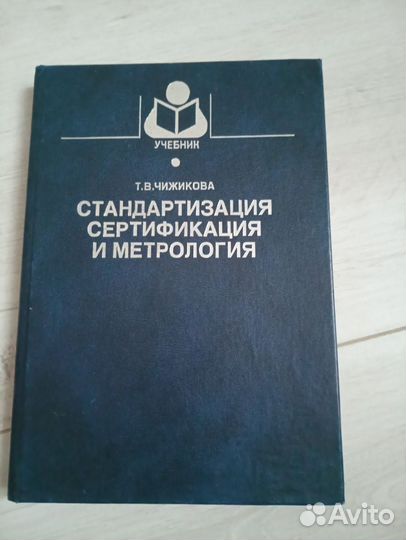 УЧЕБНИК
Т.В.ЧИЖИКОВА
СТАНДАРТИЗАЦИЯ
СЕРТИФИКАЦИЯ
И МЕТРОЛОГИЯ
Avito